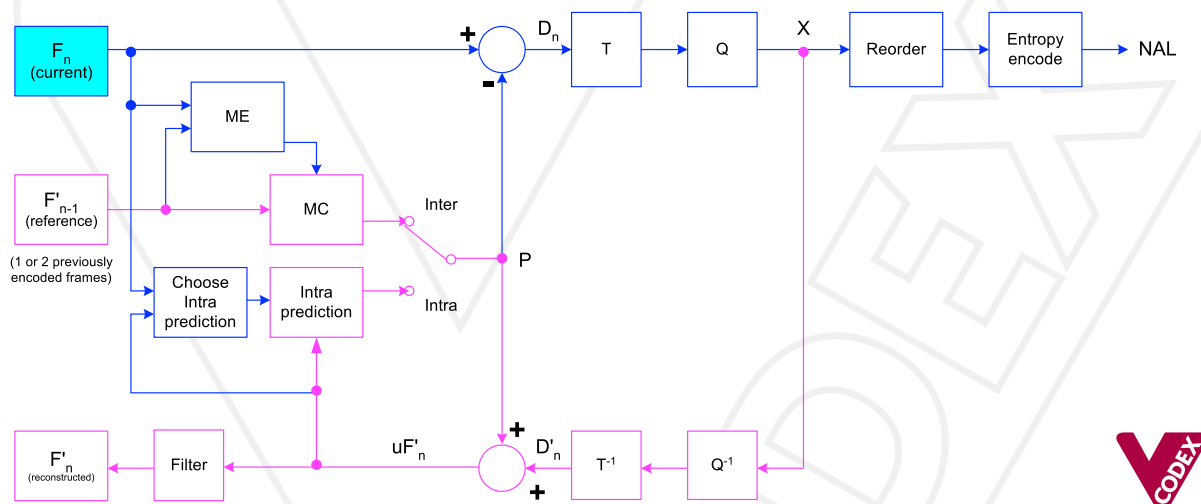 Fn
(current)
+
-
Dn
T
Q
X
Reorder
Entropy
encode
NAL
ME
F'n-1
(reference)
(1 or 2 previously
encoded frames)
MC
Inter
P
Choose
Intra
prediction
Intra
prediction
Intra
F'n
(reconstructed)
Filter
uF'n
+
+
D'n
T-1
Q-1
VCODEX